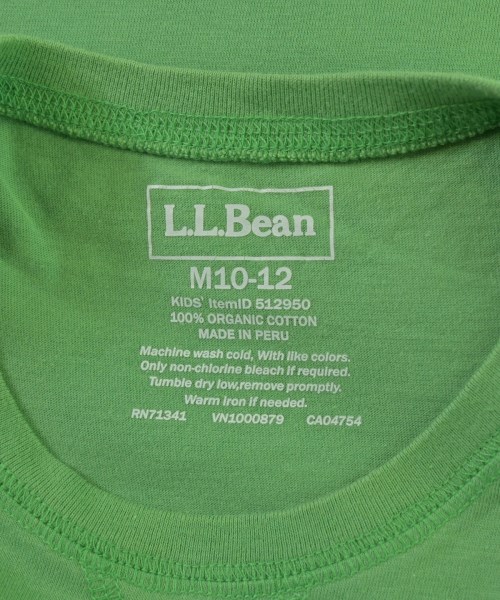 L.L.Bean
M10-12
KIDS' ItemID 512950
100% ORGANIC COTTON
MADE IN PERU
Machine wash cold, With like colors.
Only non-chlorine bleach if required.
Tumble dry low,remove promptly.
Warm iron if needed.
RN71341 VN1000879 CA04754